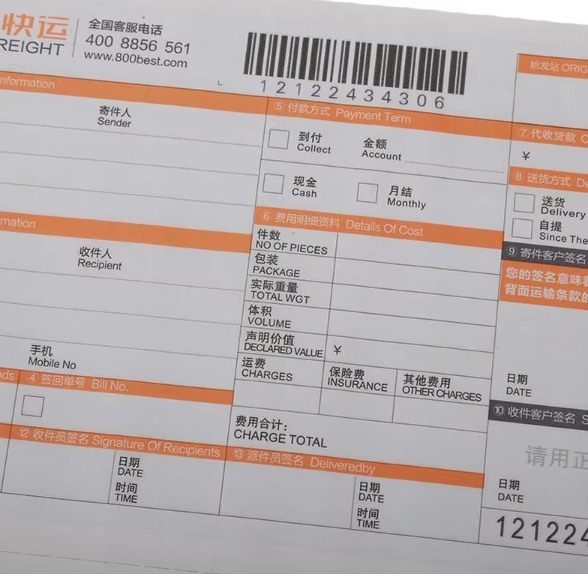 快运
REIGHT
全国客服电话
400 8856 561
www.800best.com
12122434306
始发站 ORIG
nformation
寄件人
Sender
⑤ 付款方式 Payment Term
到付
Collect
金额
Account
现金
Cash
月结
Monthly
⑦ 代收货款 C
¥
⑧ 送货方式 De
送货
Delivery
自提
Since The
mation
收件人
Recipient
⑥ 费用明细资料 Details Of Cost
件数
NO OF PIECES
包装
PACKAGE
实际重量
TOTAL WGT
体积
VOLUME
声明价值
DECLARED VALUE
¥
运费
CHARGES
保险费
INSURANCE
其他费用
OTHER CHARGES
费用合计:
CHARGE TOTAL
⑨ 寄件客户签名
您的签名意味着
背面运输条款的
日期
DATE
手机
Mobile No
ods
④ 签回单号 Bill No.
10 收件客户签名 S
请用正
日期
DATE
12 收件员签名 Signature Of Recipients
日期
DATE
时间
TIME
13 派件员签名 Deliveredby
日期
DATE
时间
TIME
121224